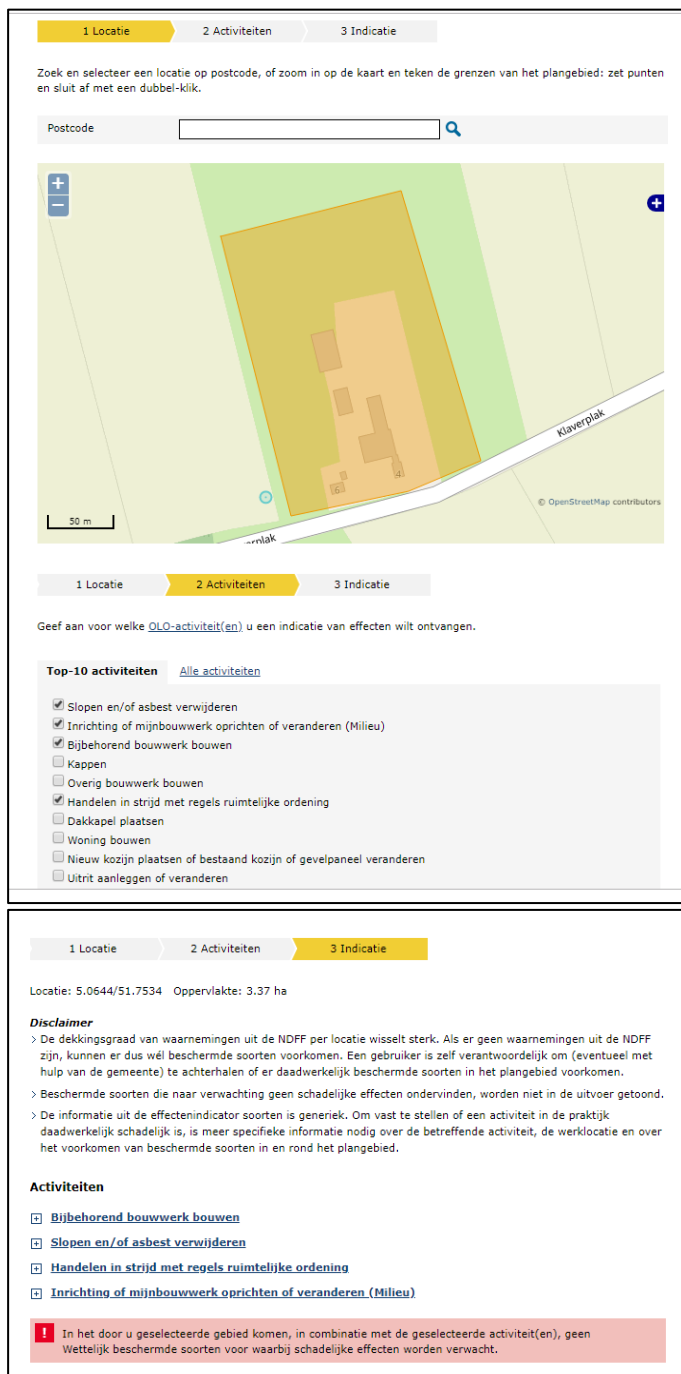 1 Locatie 2 Activiteiten 3 Indicatie
Zoek en selecteer een locatie op postcode, of zoom in op de kaart en teken de grenzen van het plangebied: zet punten
en sluit af met een dubbel-klik.
Postcode
Klaverplak
6
4
© OpenStreetMap contributors
50 m
1 Locatie 2 Activiteiten 3 Indicatie
Geef aan voor welke OLO-activiteit(en) u een indicatie van effecten wilt ontvangen.
Top-10 activiteiten Alle activiteiten
Slopen en/of asbest verwijderen
Inrichting of mijnbouwwerk oprichten of veranderen (Milieu)
Bijbehorend bouwwerk bouwen
Kappen
Overig bouwwerk bouwen
Handelen in strijd met regels ruimtelijke ordening
Dakkapel plaatsen
Woning bouwen
Nieuw kozijn plaatsen of bestaand kozijn of gevelpaneel veranderen
Uitrit aanleggen of veranderen
1 Locatie 2 Activiteiten 3 Indicatie
Locatie: 5.0644/51.7534 Oppervlakte: 3.37 ha
Disclaimer
> De dekkingsgraad van waarnemingen uit de NDFF per locatie wisselt sterk. Als er geen waarnemingen uit de NDFF
zijn, kunnen er dus wél beschermde soorten voorkomen. Een gebruiker is zelf verantwoordelijk om (eventueel met
hulp van de gemeente) te achterhalen of er daadwerkelijk beschermde soorten in het plangebied voorkomen.
> Beschermde soorten die naar verwachting geen schadelijke effecten ondervinden, worden niet in de uitvoer getoond.
> De informatie uit de effectenindicator soorten is generiek. Om vast te stellen of een activiteit in de praktijk
daadwerkelijk schadelijk is, is meer specifieke informatie nodig over de betreffende activiteit, de werklocatie en over
het voorkomen van beschermde soorten in en rond het plangebied.
Activiteiten
Bijbehorend bouwwerk bouwen
Slopen en/of asbest verwijderen
Handelen in strijd met regels ruimtelijke ordening
Inrichting of mijnbouwwerk oprichten of veranderen (Milieu)
! In het door u geselecteerde gebied komen, in combinatie met de geselecteerde activiteit(en), geen
Wettelijk beschermde soorten voor waarbij schadelijke effecten worden verwacht.